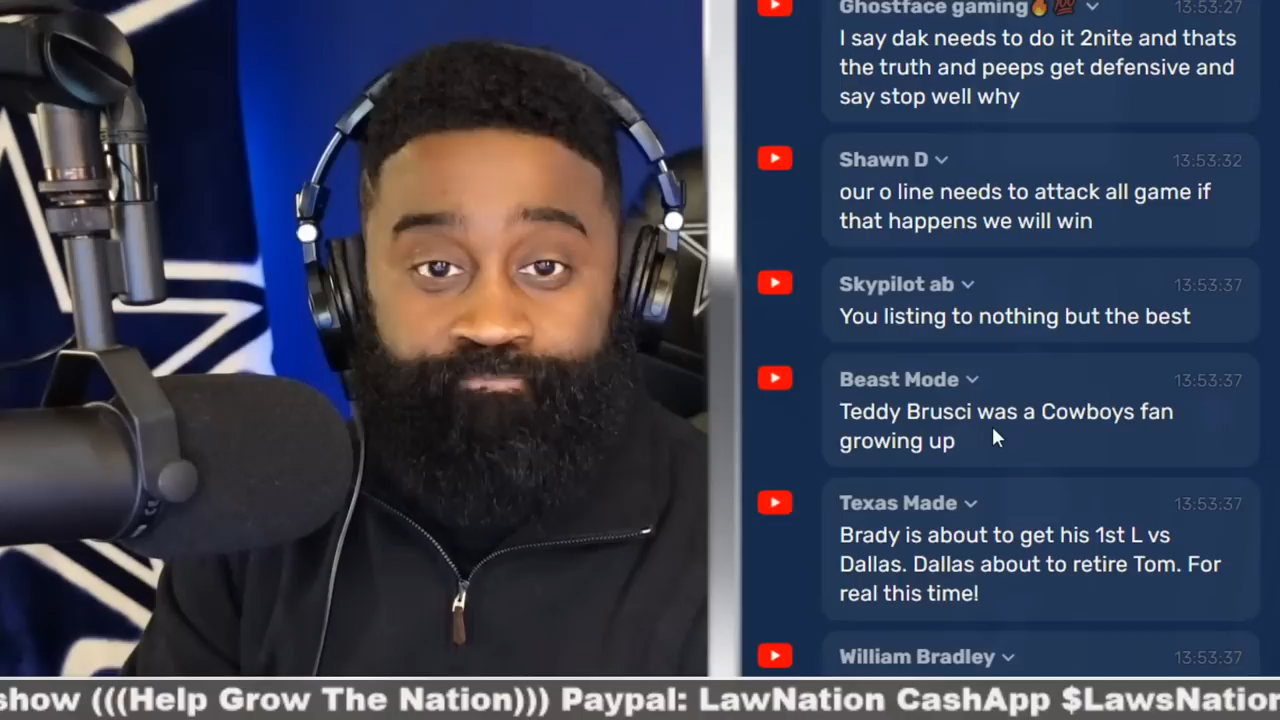 Ghostface gaming🔥💯 13:53:27
I say dak needs to do it 2nite and thats
the truth and peeps get defensive and
say stop well why
Shawn D 13:53:32
our o line needs to attack all game if
that happens we will win
Skypilot ab 13:53:37
You listing to nothing but the best
Beast Mode 13:53:37
Teddy Brusci was a Cowboys fan
growing up
Texas Made 13:53:37
Brady is about to get his 1st L vs
Dallas. Dallas about to retire Tom. For
real this time!
William Bradley 13:53:37
show (((Help Grow The Nation))) Paypal: LawNation CashApp $LawsNation